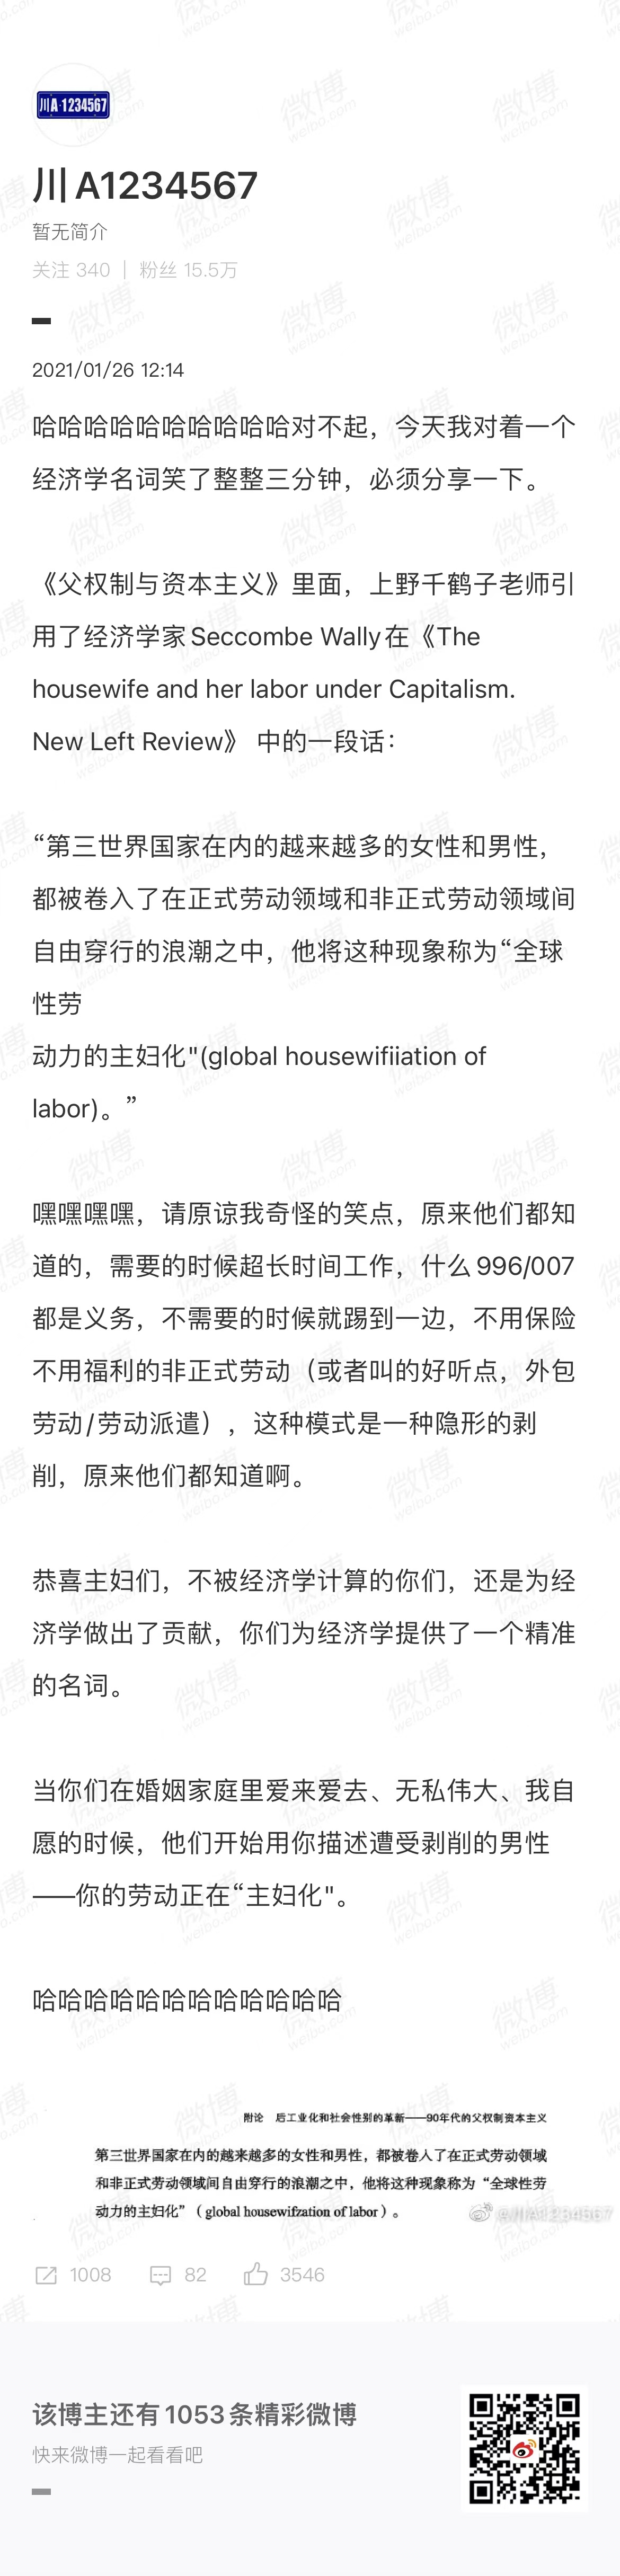 川A·1234567
川A1234567
暂无简介
关注 340 | 粉丝 15.5万
2021/01/26 12:14
哈哈哈哈哈哈哈哈哈哈对不起，今天我对着一个
经济学名词笑了整整三分钟，必须分享一下。
《父权制与资本主义》里面，上野千鹤子老师引
用了经济学家Seccombe Wally在《The
housewife and her labor under Capitalism.
New Left Review》 中的一段话：
“第三世界国家在内的越来越多的女性和男性，
都被卷入了在正式劳动领域和非正式劳动领域间
自由穿行的浪潮之中，他将这种现象称为“全球
性劳
动力的主妇化"(global housewifiiation of
labor)。”
嘿嘿嘿嘿，请原谅我奇怪的笑点，原来他们都知
道的，需要的时候超长时间工作，什么996/007
都是义务，不需要的时候就踢到一边，不用保险
不用福利的非正式劳动（或者叫的好听点，外包
劳动/劳动派遣），这种模式是一种隐形的剥
削，原来他们都知道啊。
恭喜主妇们，不被经济学计算的你们，还是为经
济学做出了贡献，你们为经济学提供了一个精准
的名词。
当你们在婚姻家庭里爱来爱去、无私伟大、我自
愿的时候，他们开始用你描述遭受剥削的男性
——你的劳动正在“主妇化"。
哈哈哈哈哈哈哈哈哈哈哈哈
附论 后工业化和社会性别的革新——90年代的父权制资本主义
第三世界国家在内的越来越多的女性和男性，都被卷入了在正式劳动领域
和非正式劳动领域间自由穿行的浪潮之中，他将这种现象称为“全球性劳
动力的主妇化”（global housewifzation of labor）。
@川A1234567
1008 82 3546
该博主还有1053条精彩微博
快来微博一起看看吧